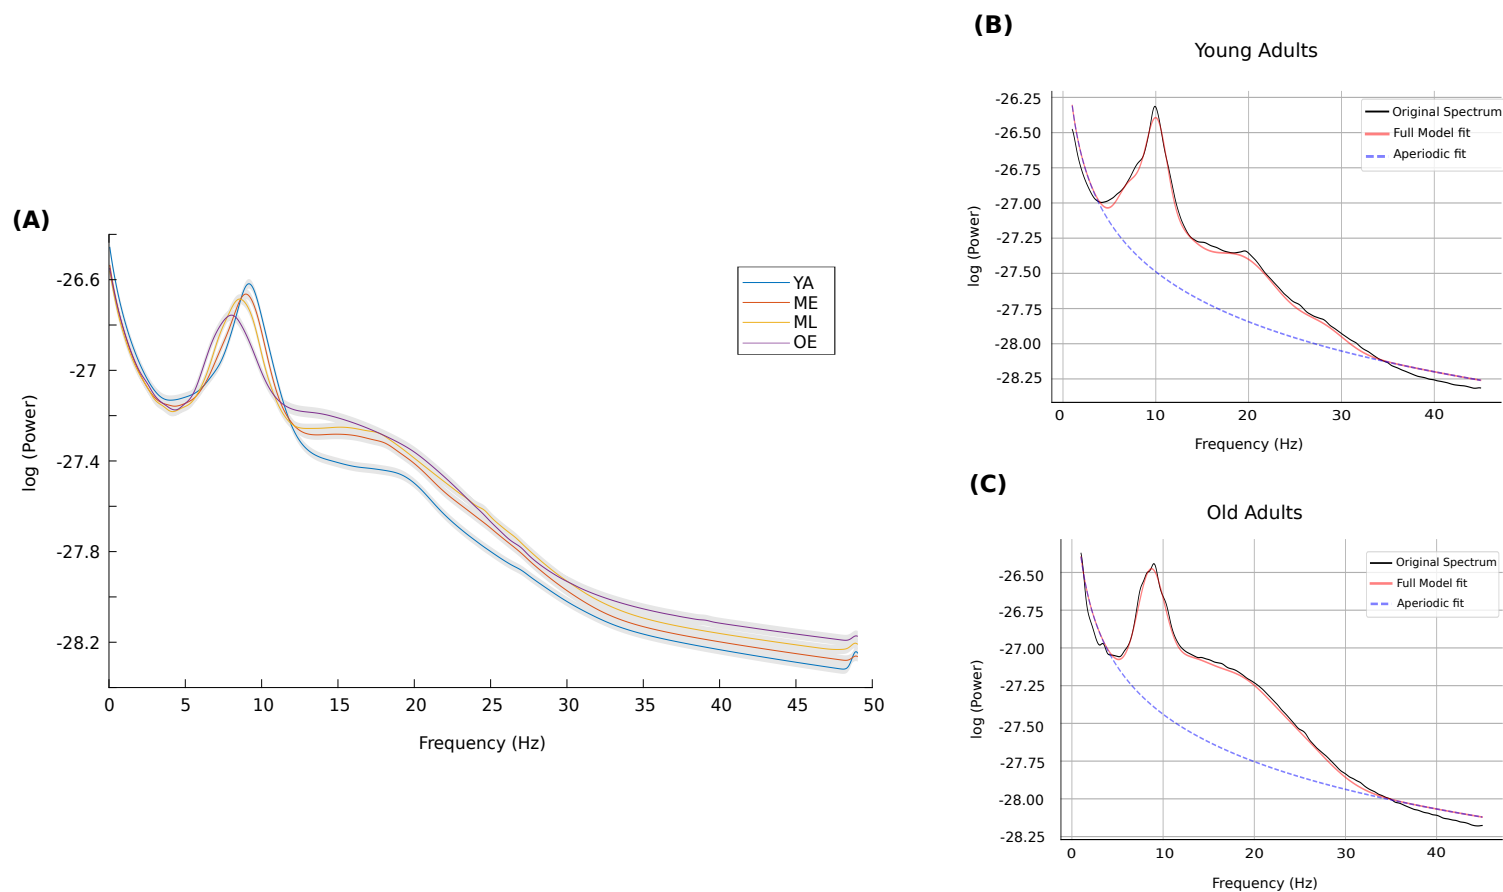 (A)
log (Power)
-26.6
-27
-27.4
-27.8
-28.2
0 5 10 15 20 25 30 35 40 45 50
Frequency (Hz)
YA
ME
ML
OE
(B)
Young Adults
log (Power)
-26.25
-26.50
-26.75
-27.00
-27.25
-27.50
-27.75
-28.00
-28.25
0 10 20 30 40
Frequency (Hz)
Original Spectrum
Full Model fit
Aperiodic fit
(C)
Old Adults
log (Power)
-26.50
-26.75
-27.00
-27.25
-27.50
-27.75
-28.00
-28.25
0 10 20 30 40
Frequency (Hz)
Original Spectrum
Full Model fit
Aperiodic fit